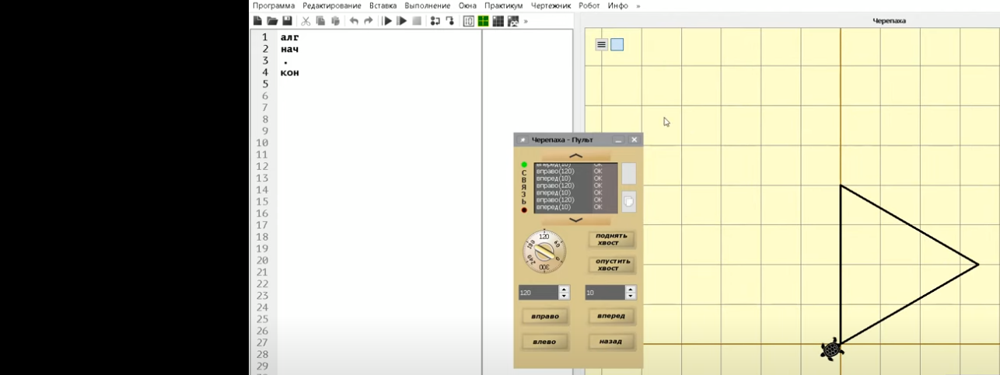 Программа Редактирование Вставка Выполнение Окна Практикум Чертежник Робот Инфо »
»
Черепаха
1 алг
2 нач
3 .
4 кон
5
6
7
8
9
10
11
12
13
14
15
16
17
18
19
20
21
22
23
24
25
26
27
28
29
Черепаха - Пульт
СВЯЗЬ
вперед(10) OK
вправо(120) OK
вперед(10) OK
вправо(120) OK
вперед(10) OK
вправо(120) OK
вперед(10) OK
120
60
0
300
240
180
поднять
хвост
опустить
хвост
120
10
вправо
вперед
влево
назад